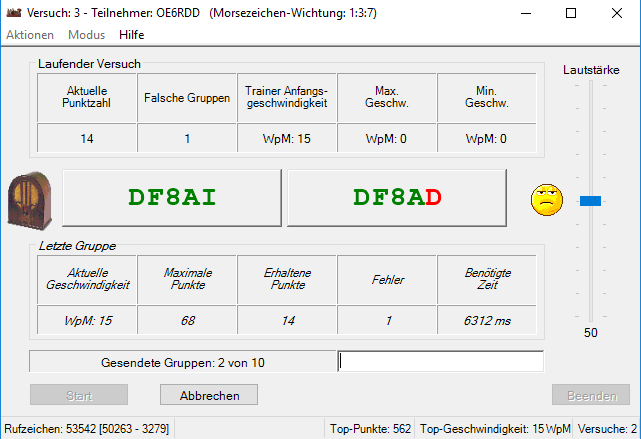 Versuch: 3 - Teilnehmer: OE6RDD (Morsezeichen-Wichtung: 1:3:7)
Aktionen Modus Hilfe
Laufender Versuch
Aktuelle Punktzahl
Falsche Gruppen
Trainer Anfangs-
geschwindigkeit
Max.
Geschw.
Min.
Geschw.
14 1 WpM: 15 WpM: 0 WpM: 0
Lautstärke
DF8AI DF8AD
Letzte Gruppe
Aktuelle
Geschwindigkeit
Maximale
Punkte
Erhaltene
Punkte
Fehler
Benötigte
Zeit
WpM: 15 68 14 1 6312 ms
50
Gesendete Gruppen: 2 von 10
Start Abbrechen Beenden
Rufzeichen: 53542 [50263 - 3279] Top-Punkte: 562 Top-Geschwindigkeit: 15 WpM Versuche: 2